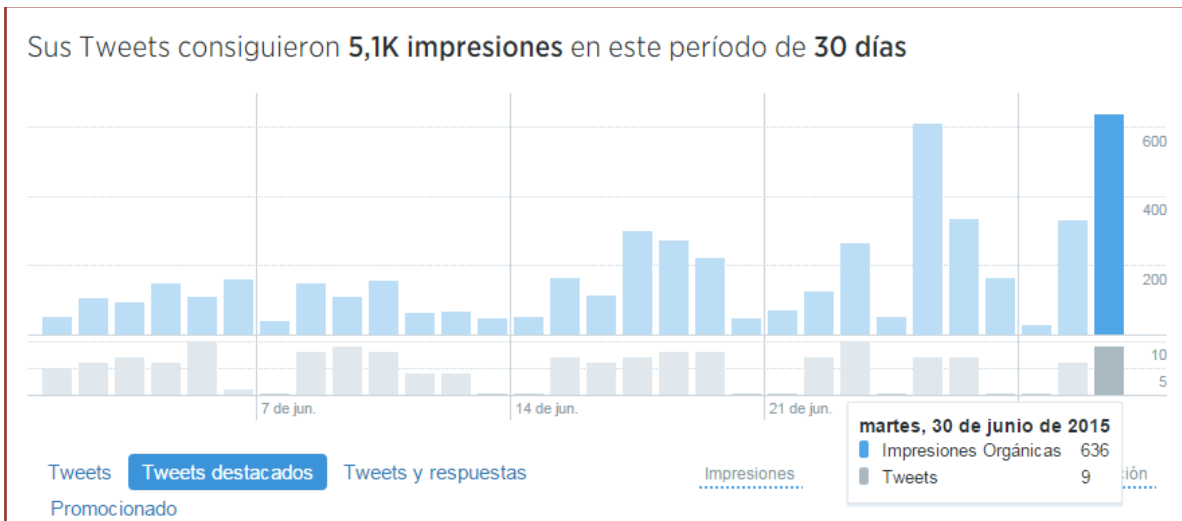 Sus Tweets consiguieron 5,1K impresiones en este período de 30 días
600
400
200
10
5
7 de jun.
14 de jun.
21 de jun.
martes, 30 de junio de 2015
Impresiones Orgánicas 636
Tweets 9
Tweets Tweets destacados Tweets y respuestas
Impresiones
Promocionado